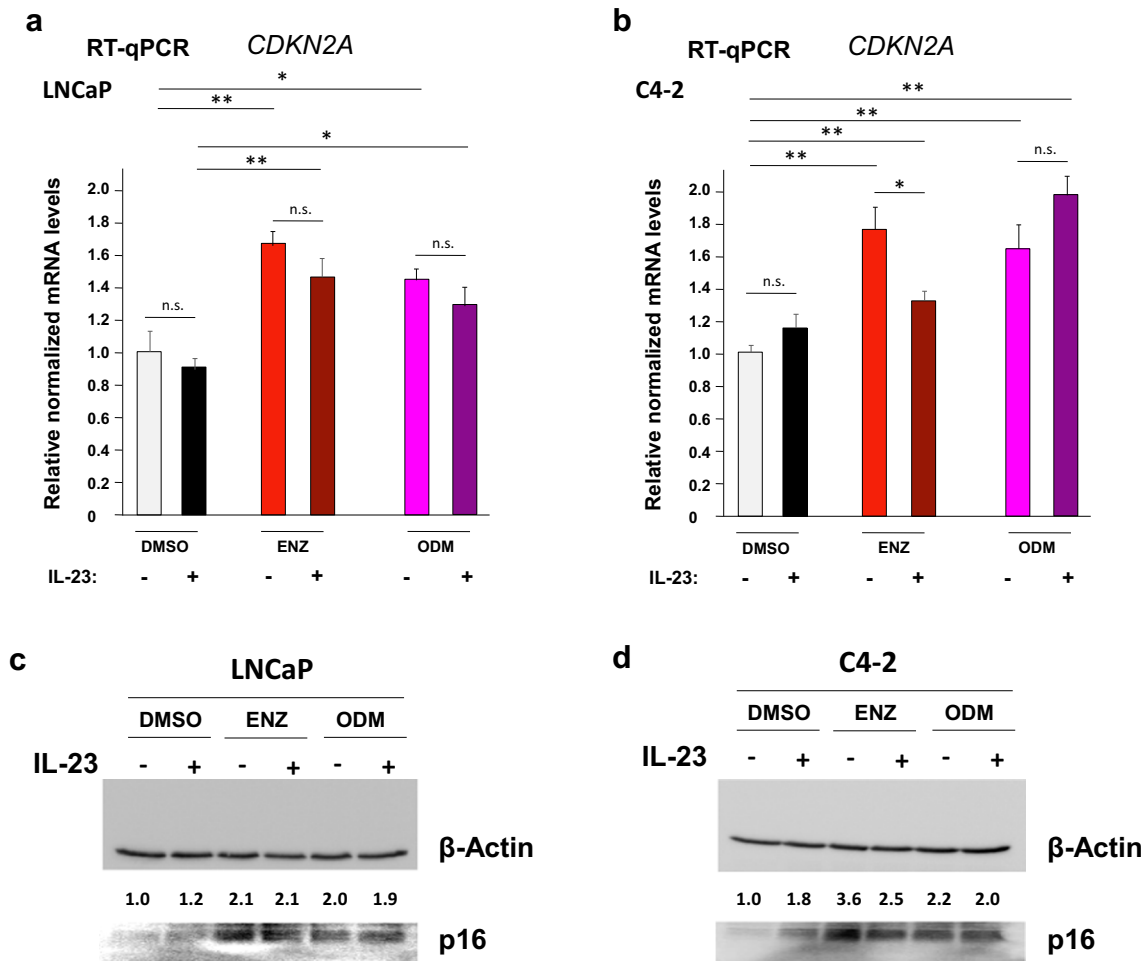 a
RT-qPCR CDKN2A
LNCaP
*
**
*
**
n.s.
n.s.
n.s.
Relative normalized mRNA levels
2.0
1.8
1.6
1.4
1.2
1.0
0.8
0.6
0.4
0.2
0
DMSO ENZ ODM
IL-23: - + - + - +
b
RT-qPCR CDKN2A
C4-2
**
**
**
**
n.s.
*
n.s.
Relative normalized mRNA levels
2.0
1.8
1.6
1.4
1.2
1.0
0.8
0.6
0.4
0.2
0
DMSO ENZ ODM
IL-23: - + - + - +
c
LNCaP
DMSO ENZ ODM
IL-23 - + - + - +
β-Actin
1.0 1.2 2.1 2.1 2.0 1.9
p16
d
C4-2
DMSO ENZ ODM
IL-23 - + - + - +
β-Actin
1.0 1.8 3.6 2.5 2.2 2.0
p16